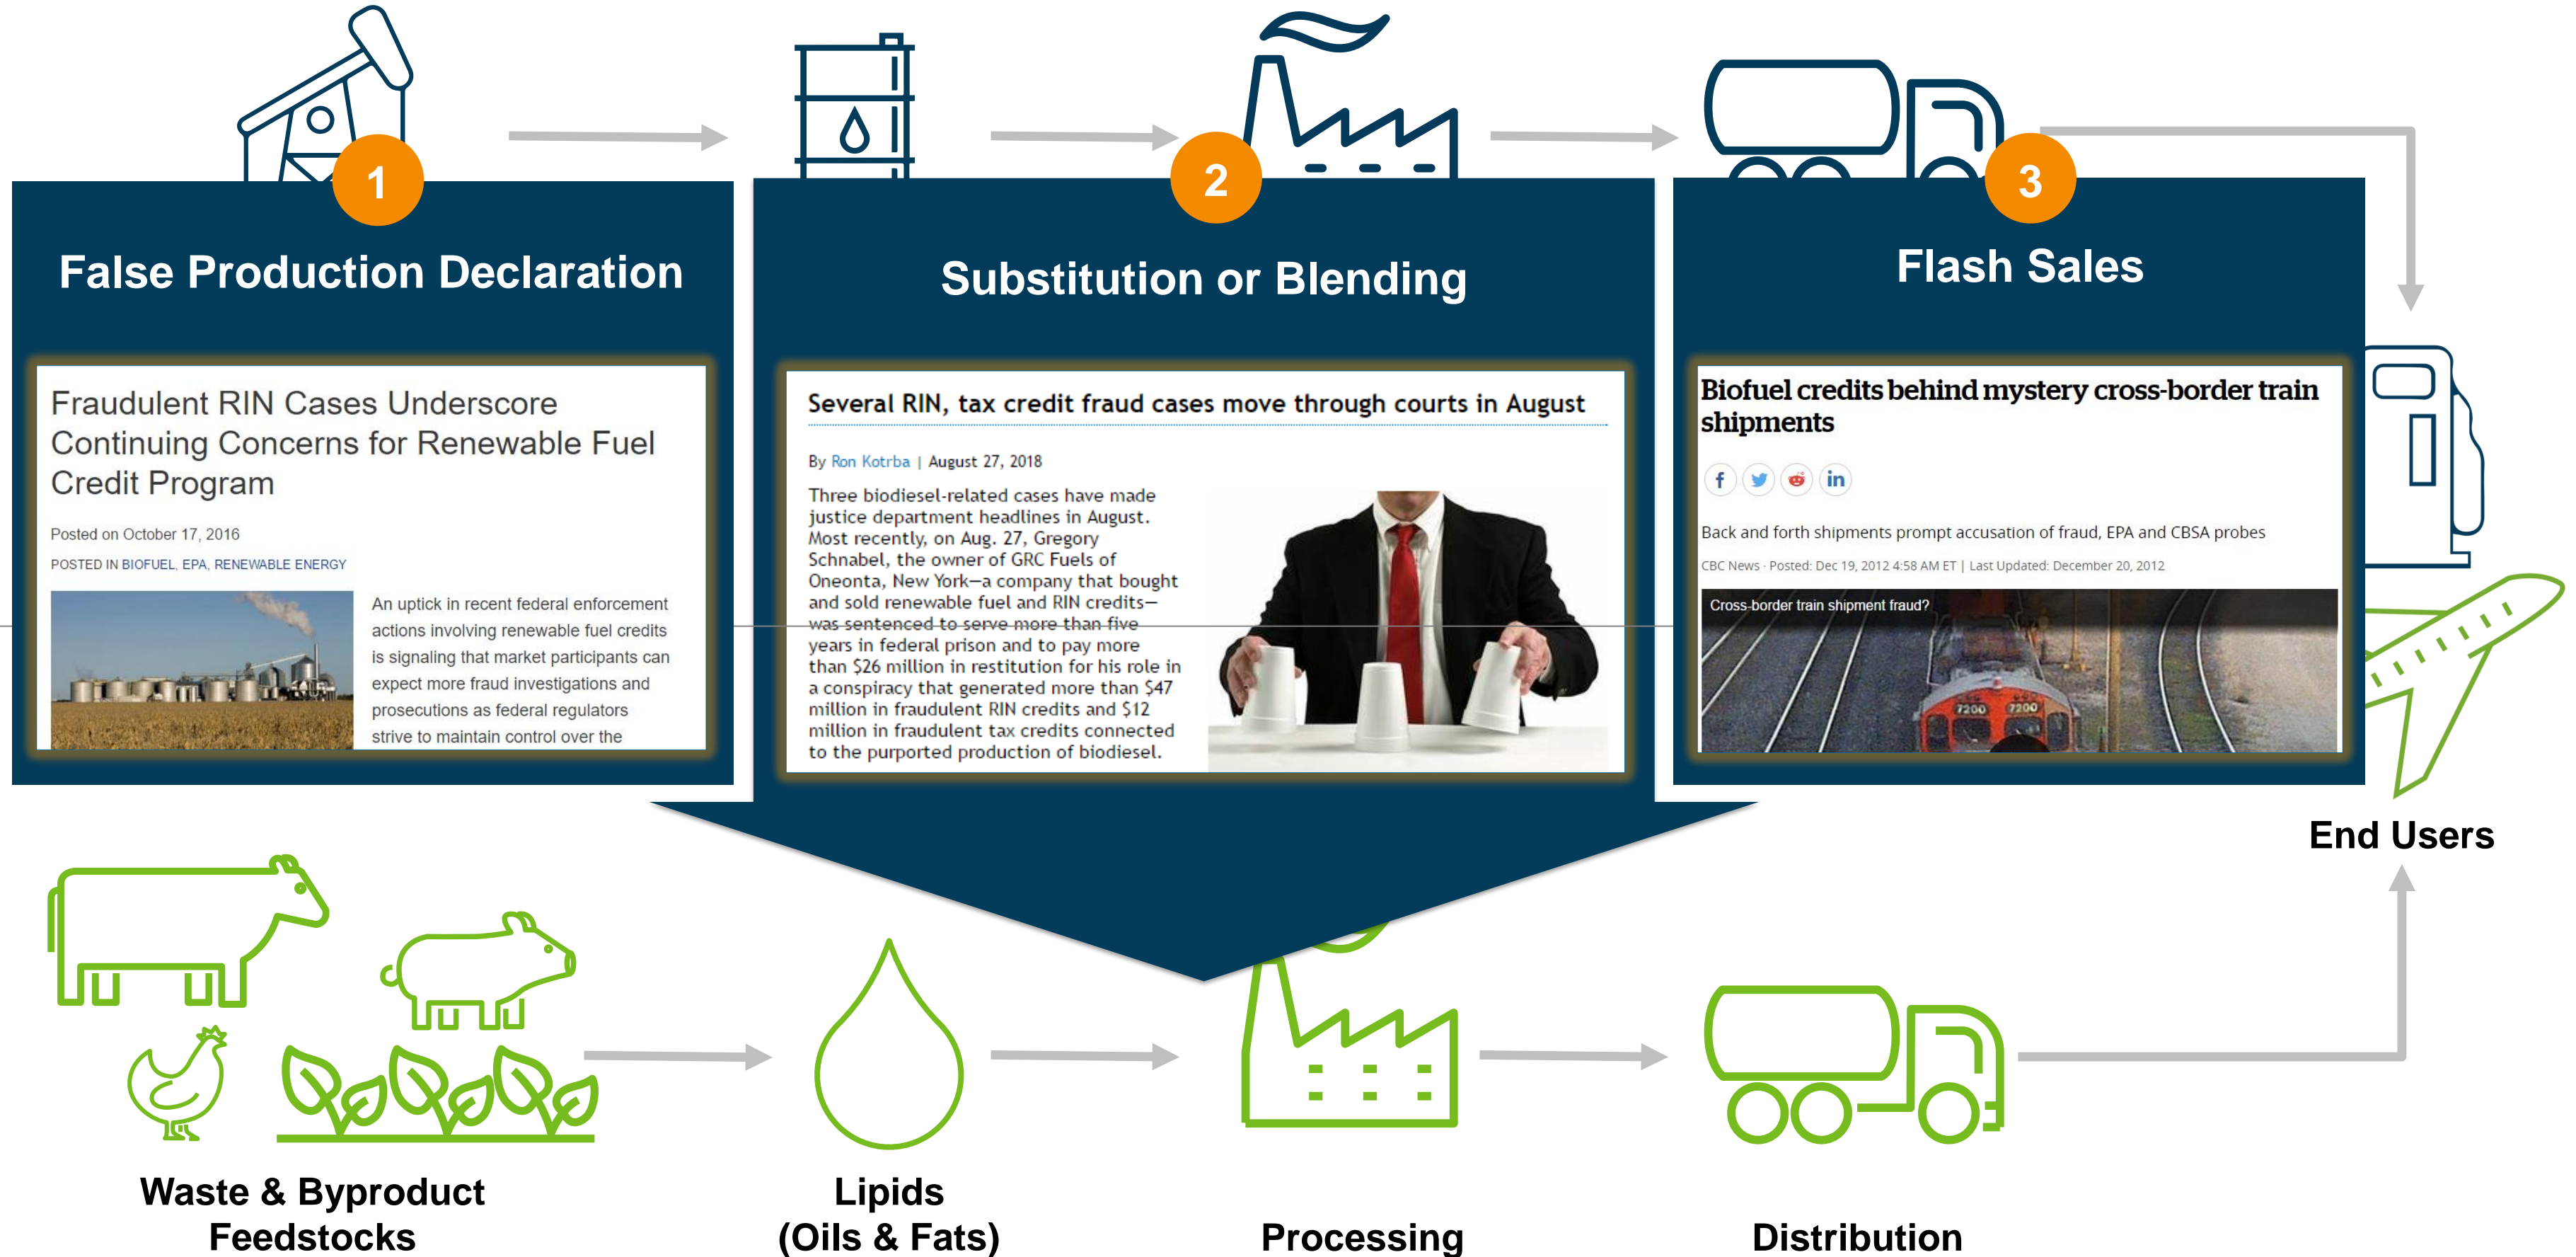 1
False Production Declaration
Fraudulent RIN Cases Underscore
Continuing Concerns for Renewable Fuel
Credit Program
Posted on October 17, 2016
POSTED IN BIOFUEL, EPA, RENEWABLE ENERGY
An uptick in recent federal enforcement
actions involving renewable fuel credits
is signaling that market participants can
expect more fraud investigations and
prosecutions as federal regulators
strive to maintain control over the
2
Substitution or Blending
Several RIN, tax credit fraud cases move through courts in August
By Ron Kotrba | August 27, 2018
Three biodiesel-related cases have made
justice department headlines in August.
Most recently, on Aug. 27, Gregory
Schnabel, the owner of GRC Fuels of
Oneonta, New York—a company that bought
and sold renewable fuel and RIN credits—
was sentenced to serve more than five
years in federal prison and to pay more
than $26 million in restitution for his role in
a conspiracy that generated more than $47
million in fraudulent RIN credits and $12
million in fraudulent tax credits connected
to the purported production of biodiesel.
3
Flash Sales
Biofuel credits behind mystery cross-border train
shipments
f
in
Back and forth shipments prompt accusation of fraud, EPA and CBSA probes
CBC News · Posted: Dec 19, 2012 4:58 AM ET | Last Updated: December 20, 2012
Cross-border train shipment fraud?
7200 7200
End Users
Waste & Byproduct
Feedstocks
Lipids
(Oils & Fats)
Processing
Distribution